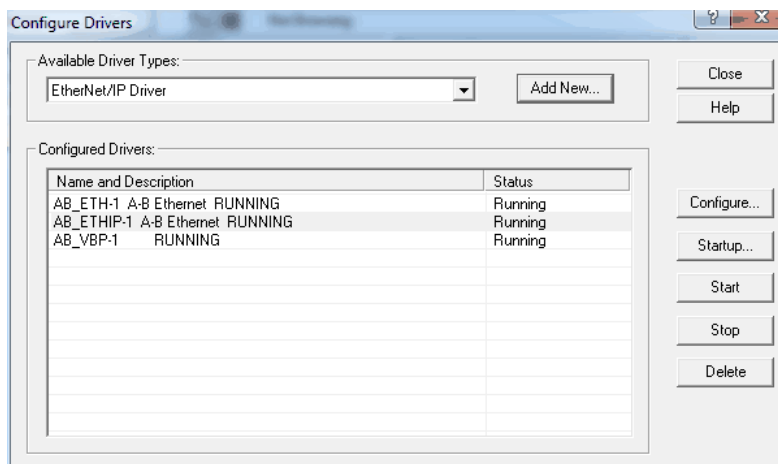 Configure Drivers
Available Driver Types:
EtherNet/IP Driver
Add New...
Close
Help
Configured Drivers:
Name and Description Status
AB_ETH-1 A-B Ethernet RUNNING Running
AB_ETHIP-1 A-B Ethernet RUNNING Running
AB_VBP-1 RUNNING Running
Configure...
Startup...
Start
Stop
Delete